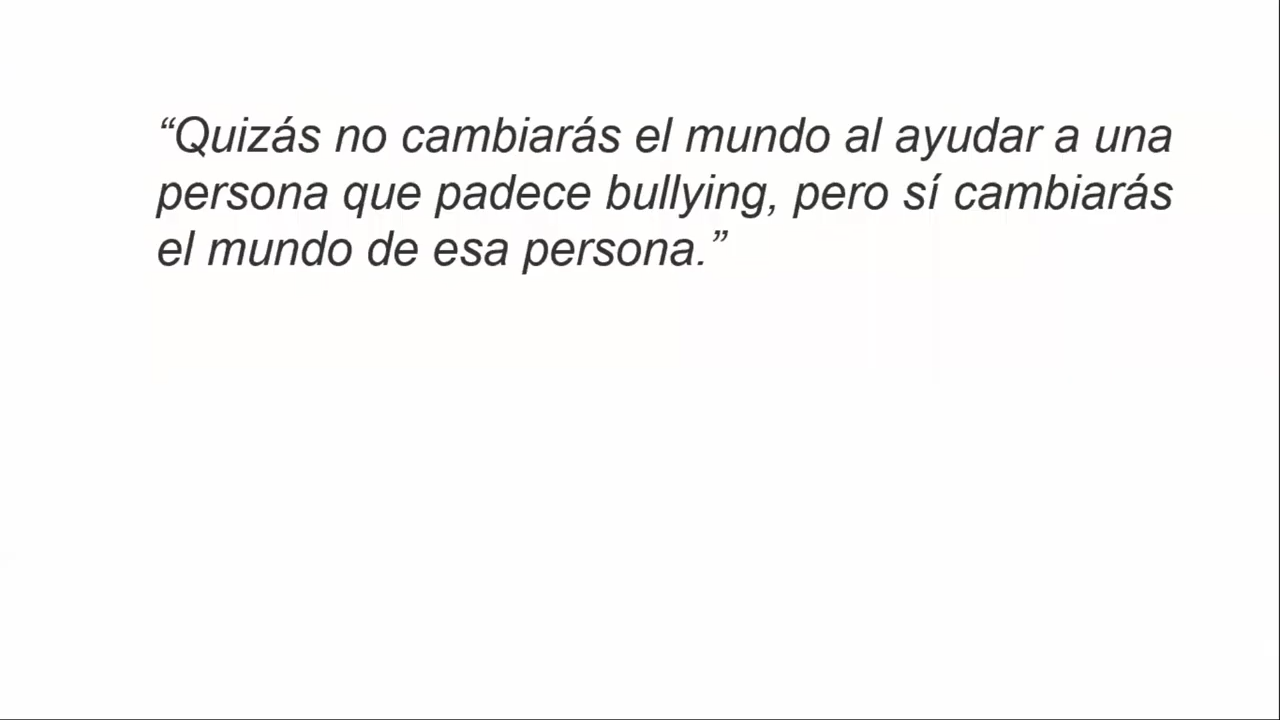 “Quizás no cambiarás el mundo al ayudar a una
persona que padece bullying, pero sí cambiarás
el mundo de esa persona.”